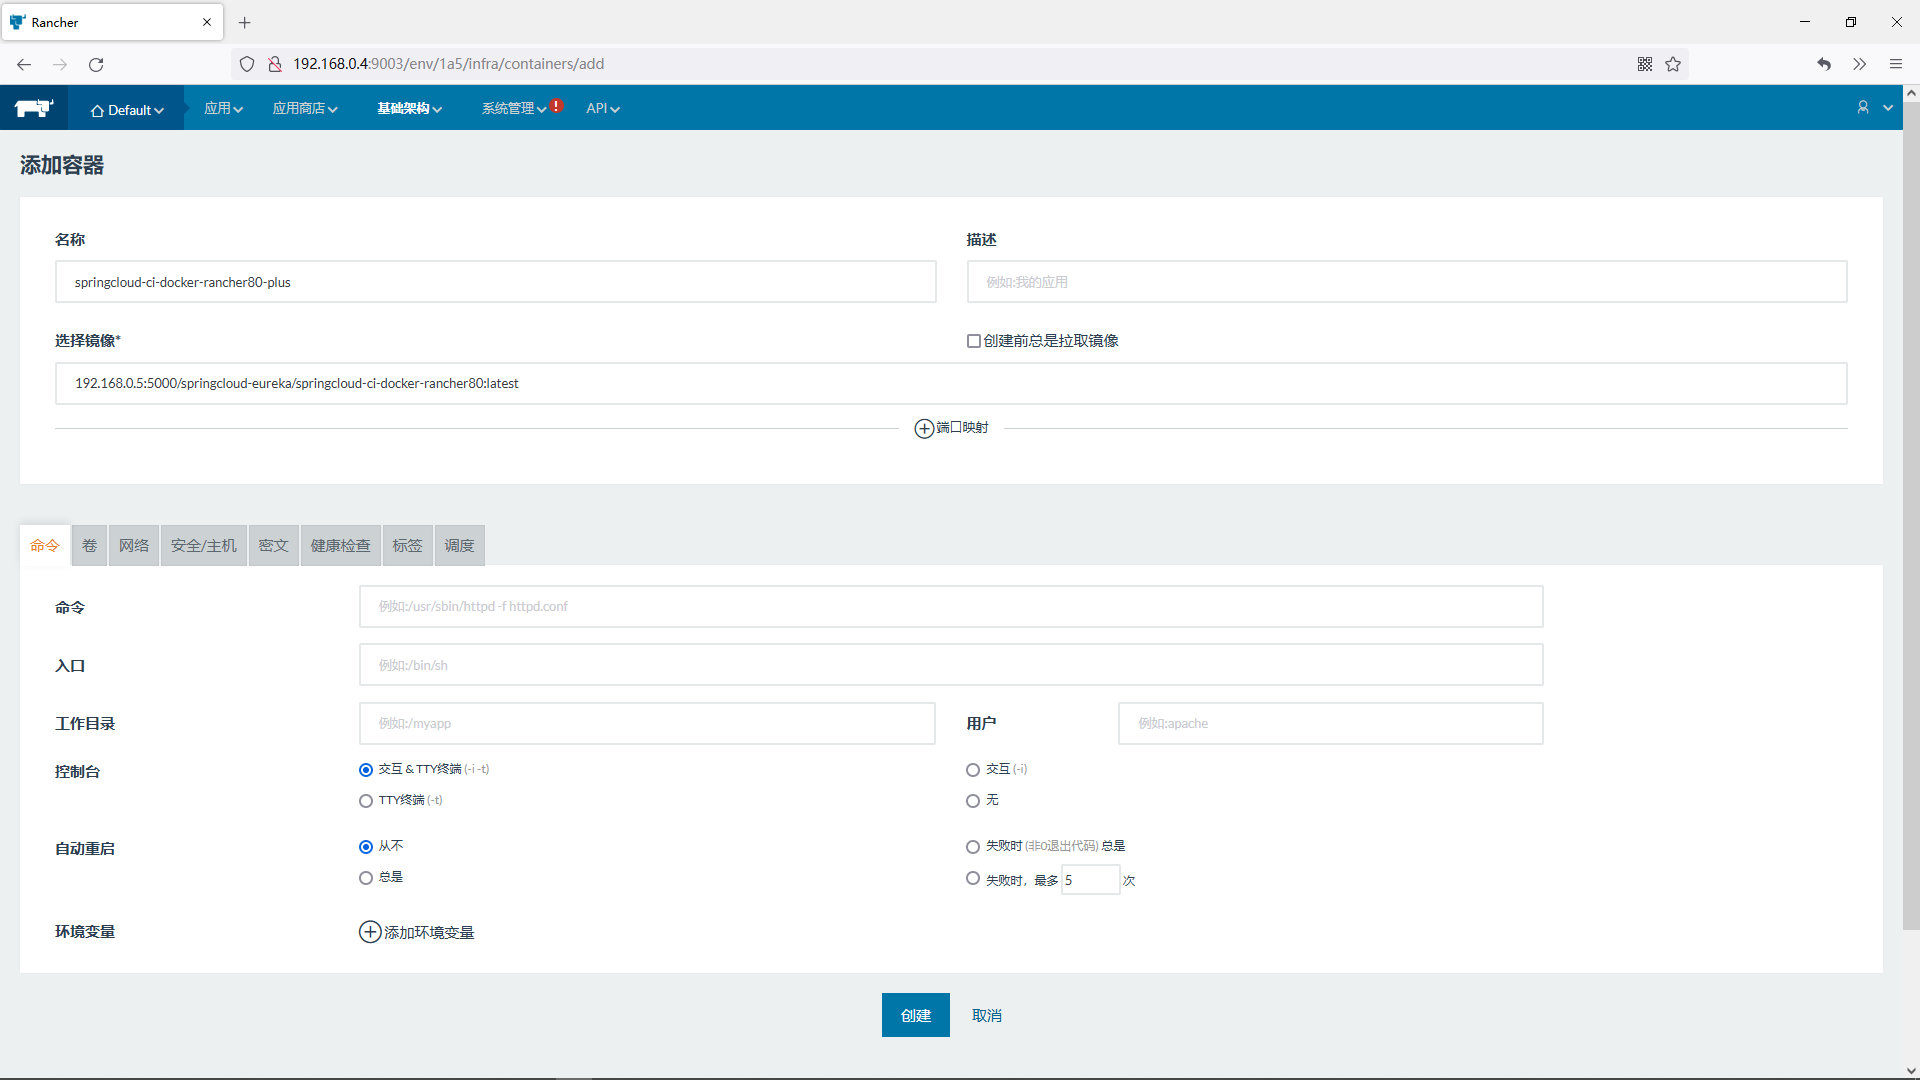 Rancher
192.168.0.4:9003/env/1a5/infra/containers/add
Default 应用 应用商店 基础架构 系统管理 ! API
添加容器
名称 描述
springcloud-ci-docker-rancher80-plus 例如:我的应用
选择镜像* 创建前总是拉取镜像
192.168.0.5:5000/springcloud-eureka/springcloud-ci-docker-rancher80:latest
端口映射
命令 卷 网络 安全/主机 密文 健康检查 标签 调度
命令 例如:/usr/sbin/httpd -f httpd.conf
入口 例如:/bin/sh
工作目录 例如:/myapp 用户 例如:apache
控制台 交互 & TTY终端 (-i -t) 交互 (-i)
TTY终端 (-t) 无
自动重启 从不 失败时 (非0退出代码) 总是
总是 失败时，最多 5 次
环境变量 添加环境变量
创建 取消